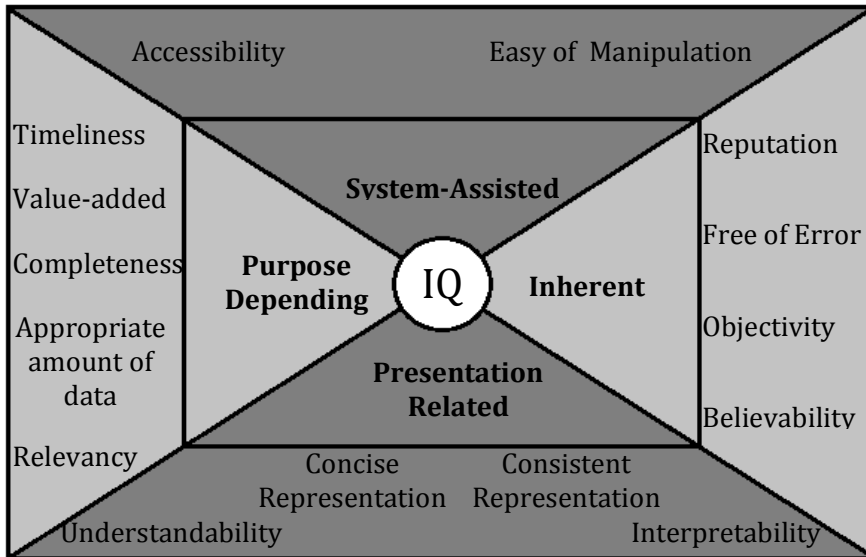 Accessibility
Easy of Manipulation
Timeliness
Value-added
Completeness
Appropriate
amount of
data
Relevancy
System-Assisted
Purpose
Depending
IQ
Inherent
Presentation
Related
Reputation
Free of Error
Objectivity
Believability
Concise
Representation
Consistent
Representation
Understandability
Interpretability